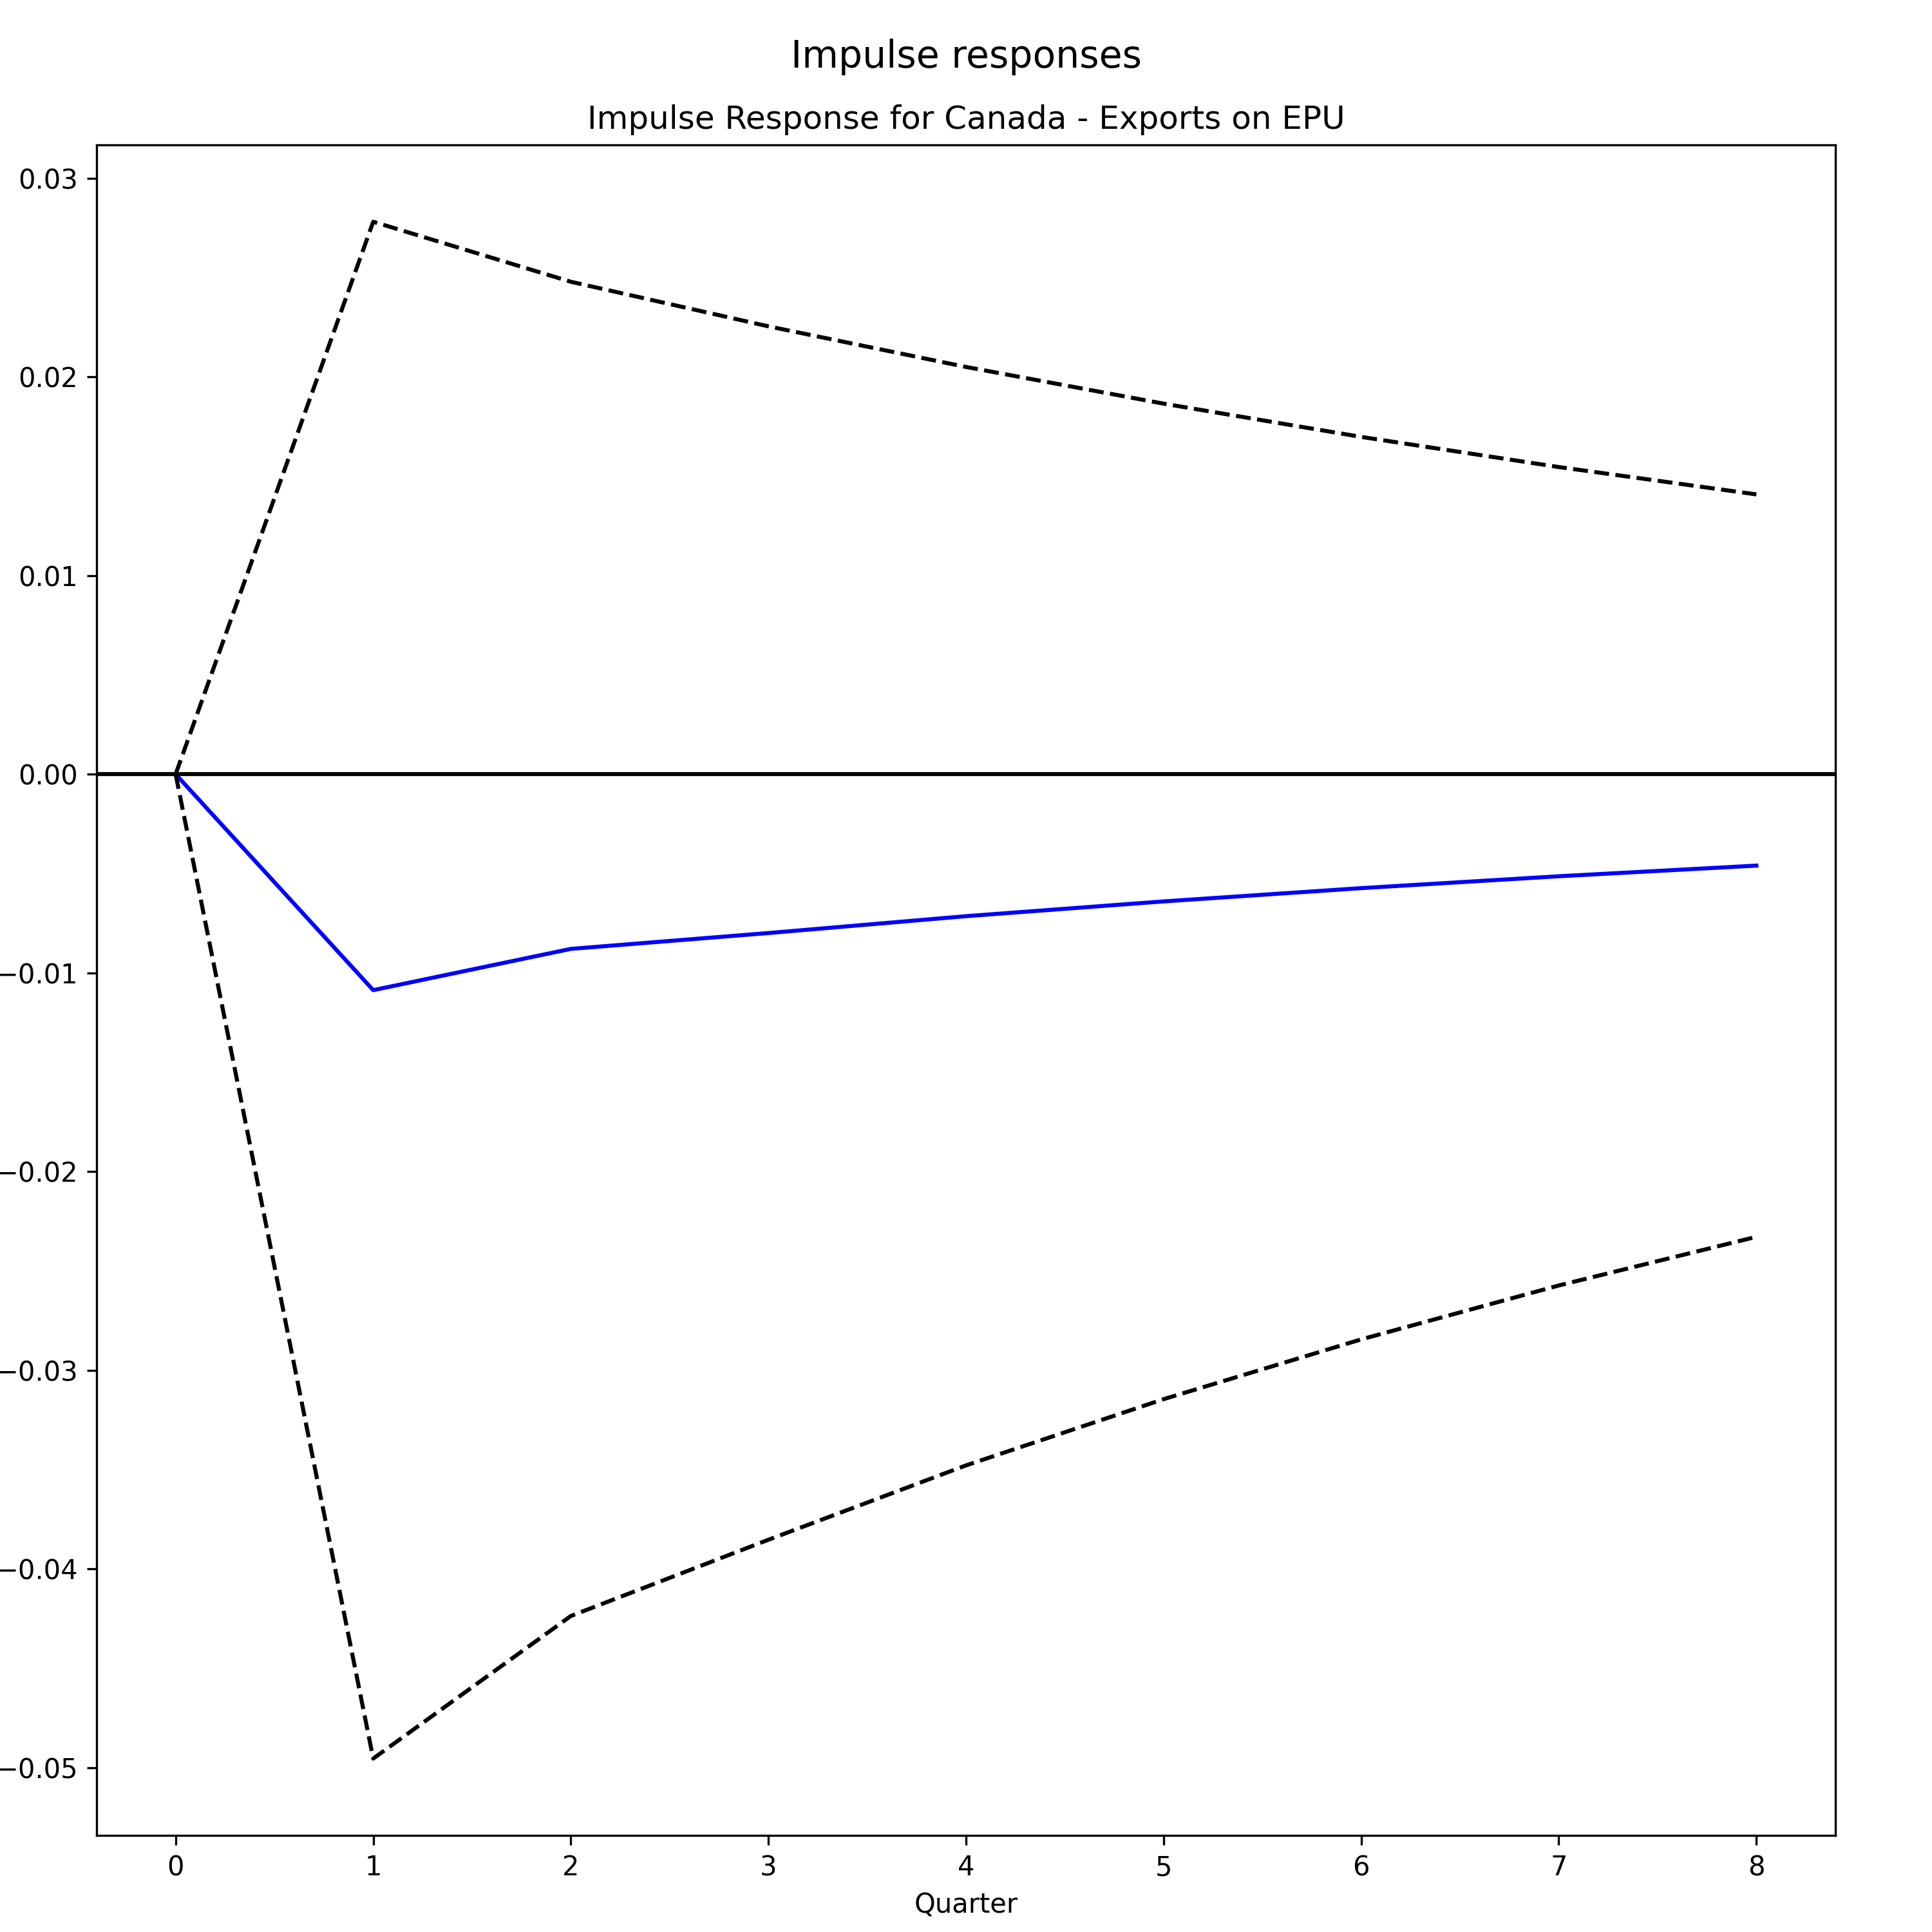 Impulse responses
Impulse Response for Canada - Exports on EPU
0.03
0.02
0.01
0.00
−0.01
−0.02
−0.03
−0.04
−0.05
0 1 2 3 4 5 6 7 8
Quarter